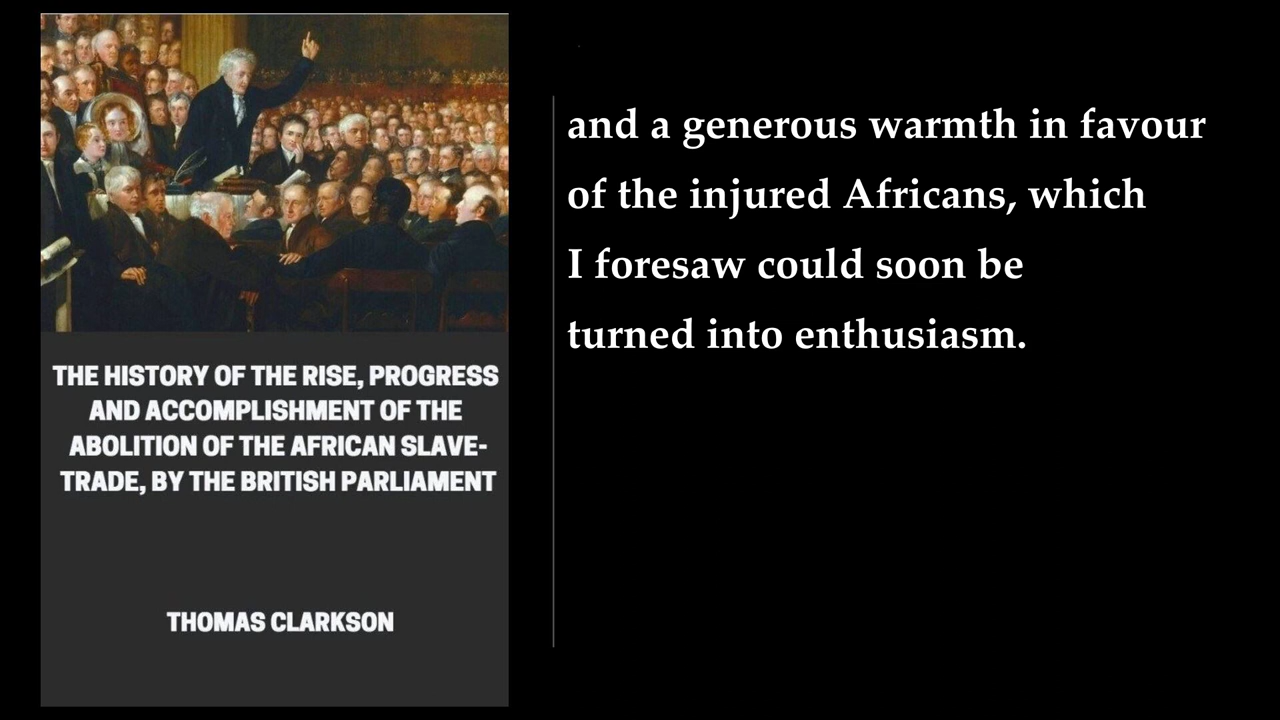 THE HISTORY OF THE RISE, PROGRESS
AND ACCOMPLISHMENT OF THE
ABOLITION OF THE AFRICAN SLAVE-
TRADE, BY THE BRITISH PARLIAMENT
THOMAS CLARKSON
and a generous warmth in favour
of the injured Africans, which
I foresaw could soon be
turned into enthusiasm.